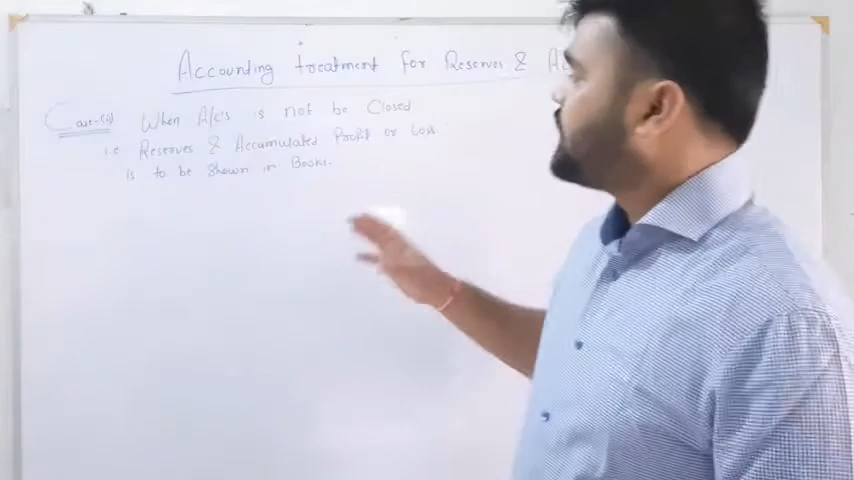 Accounting treatment for Reserves & Ac
Case-(ii) When A/c's is not be Closed
i.e Reserves & Accumulated Profit or Loss
is to be Shown in Books.